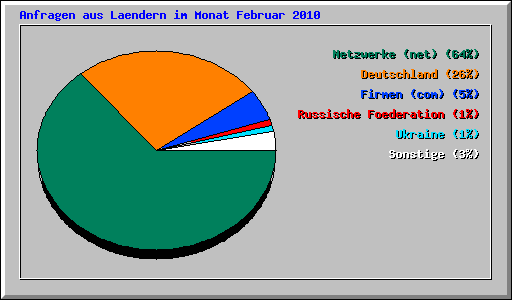 Anfragen aus Laendern im Monat Februar 2010
Netzwerke (net) (64%)
Deutschland (26%)
Firmen (com) (5%)
Russische Foederation (1%)
Ukraine (1%)
Sonstige (3%)